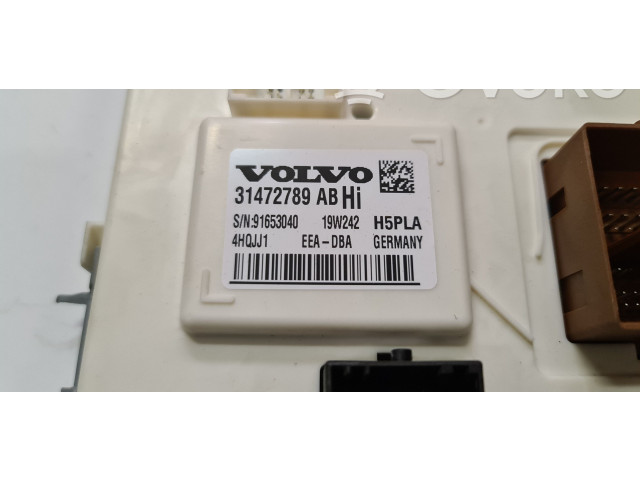 VOLVO
31472789 AB Hi
S/N:91653040 19W242 H5PLA
4HQJJ1 EEA-DBA GERMANY